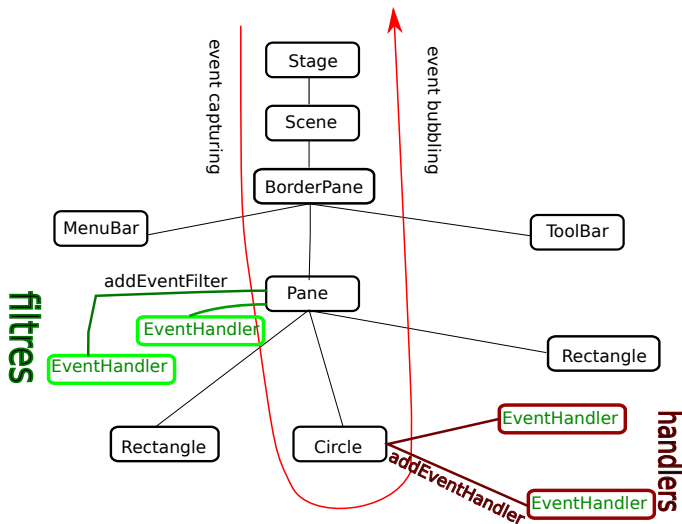 Stage
event capturing
event bubbling
Scene
BorderPane
MenuBar
ToolBar
addEventFilter
Pane
filtres
EventHandler
EventHandler
Rectangle
Rectangle
Circle
EventHandler
handlers
addEventHandler
EventHandler